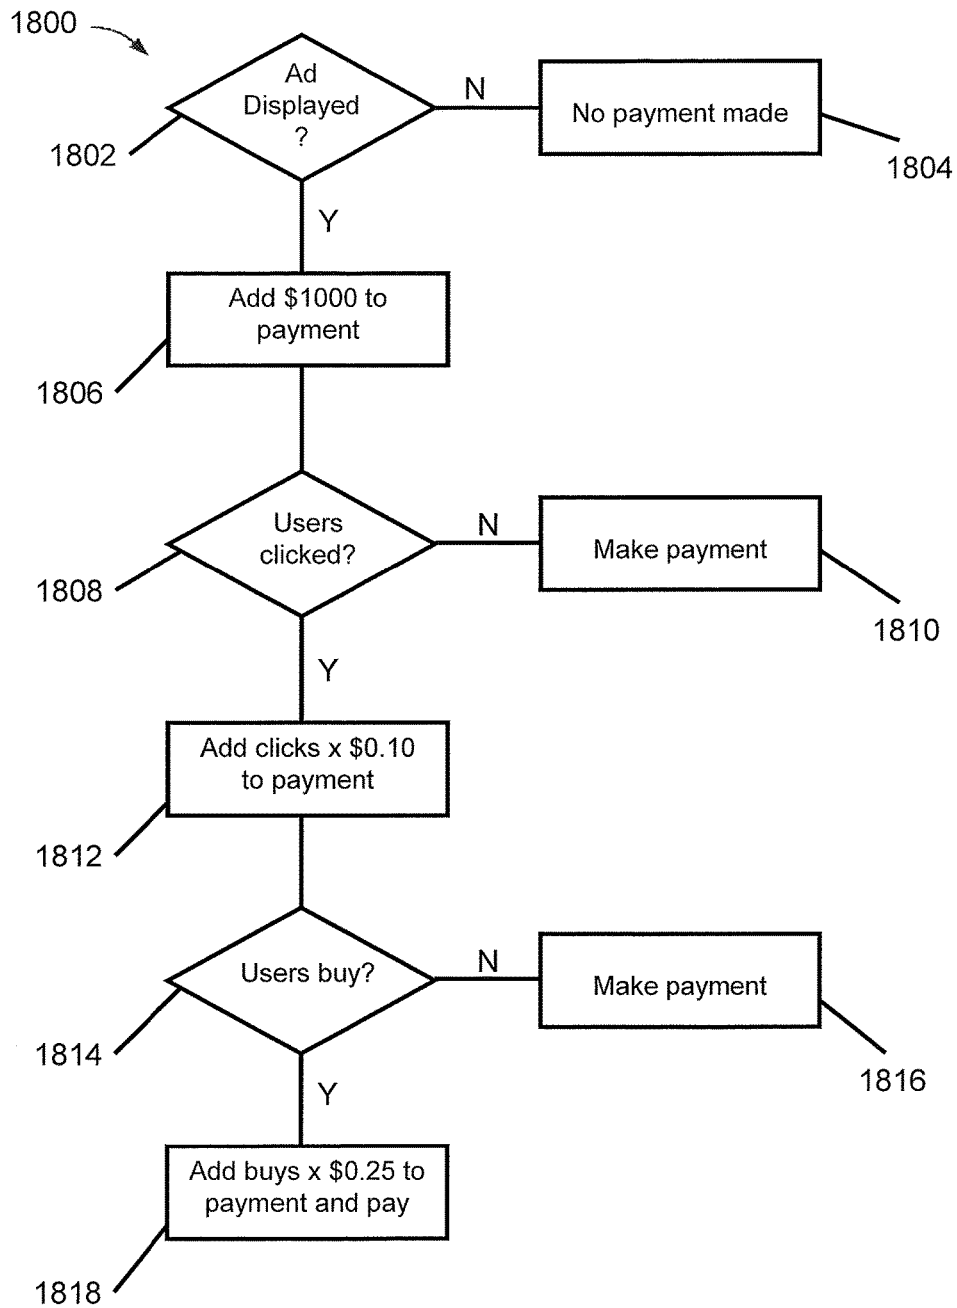 1800
Ad
Displayed
?
N
No payment made
1802
1804
Y
Add $1000 to
payment
1806
Users
clicked?
N
Make payment
1808
1810
Y
Add clicks x $0.10
to payment
1812
Users buy?
N
Make payment
1814
1816
Y
Add buys x $0.25 to
payment and pay
1818